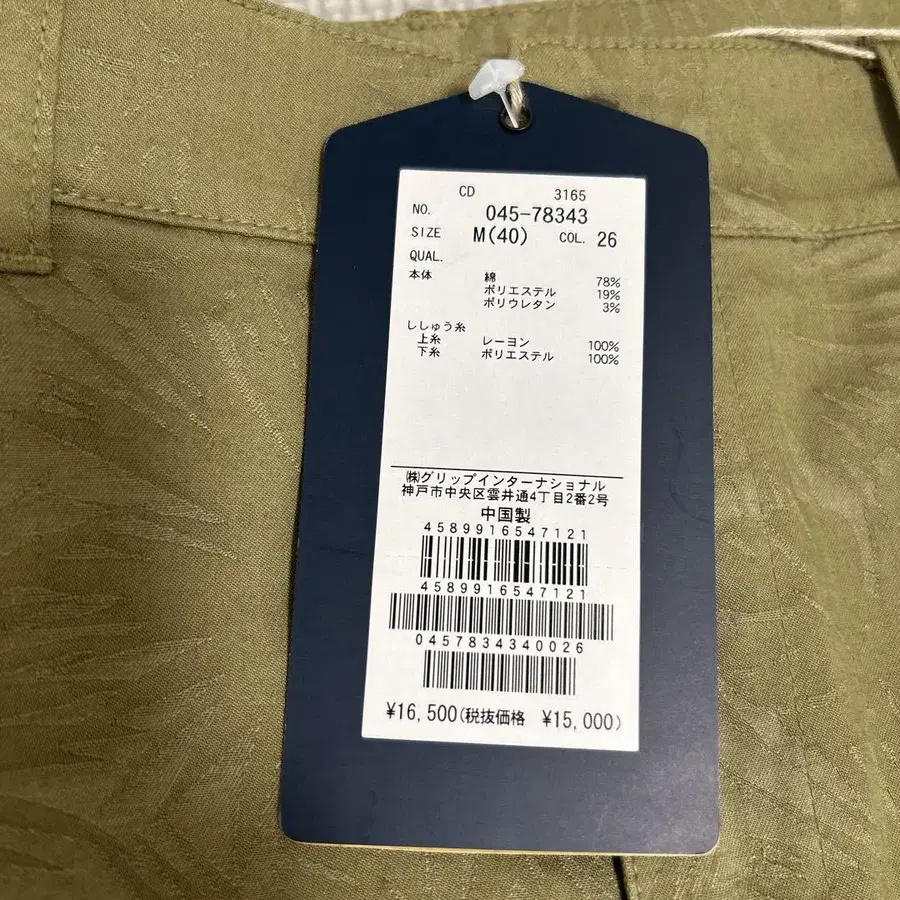 CD 3165
NO. 045-78343
SIZE M(40) COL. 26
QUAL.
本体 綿 78%
ポリエステル 19%
ポリウレタン 3%
ししゅう糸
上糸 レーヨン 100%
下糸 ポリエステル 100%
㈱グリップインターナショナル
神戸市中央区雲井通4丁目2番2号
中国製
4589916547121
4589916547121
0457834340026
¥16,500(税抜価格 ¥15,000)